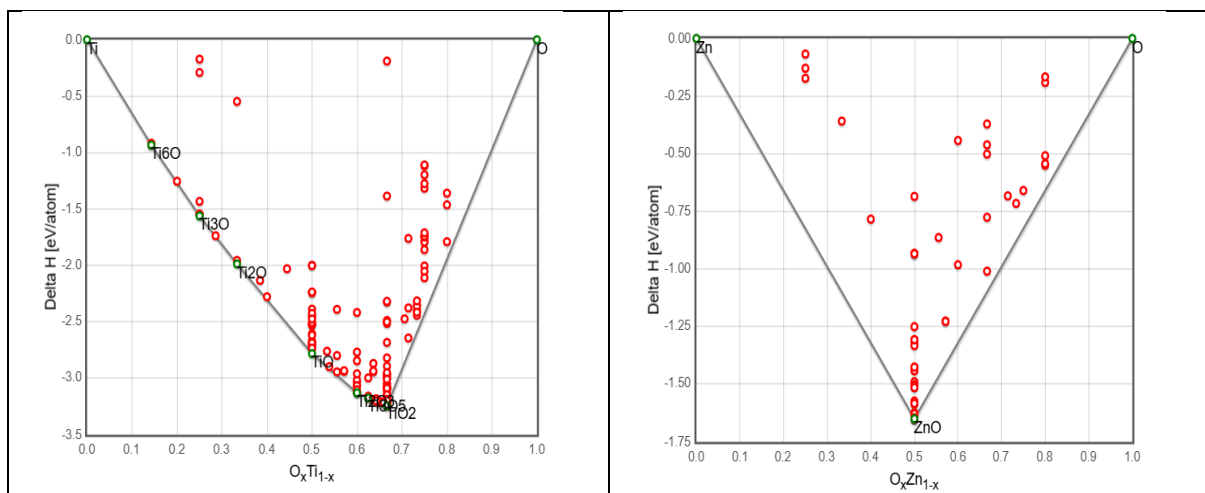 0.0
-0.5
-1.0
-1.5
-2.0
-2.5
-3.0
-3.5
Delta H [eV/atom]
Ti
O
Ti6O
Ti3O
Ti2O
TiO
TiO2
0.0 0.1 0.2 0.3 0.4 0.5 0.6 0.7 0.8 0.9 1.0
OₓTi₁₋ₓ
0.0
-0.25
-0.50
-0.75
-1.00
-1.25
-1.50
-1.75
Delta H [eV/atom]
Zn
O
ZnO
0.0 0.1 0.2 0.3 0.4 0.5 0.6 0.7 0.8 0.9 1.0
OₓZn₁₋ₓ